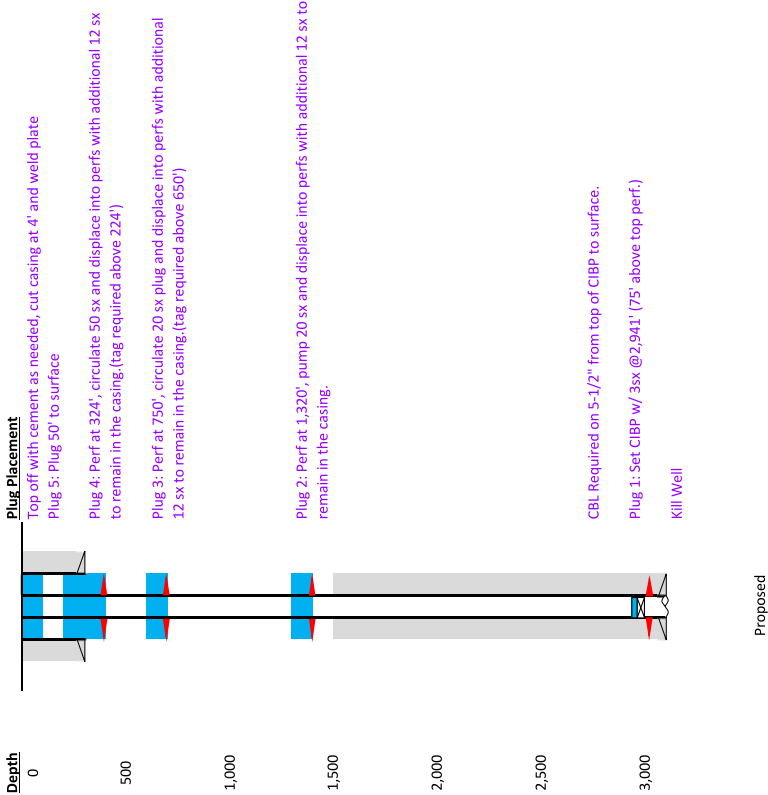 Depth
Plug Placement
0
Top off with cement as needed, cut casing at 4' and weld plate
Plug 5: Plug 50' to surface
Plug 4: Perf at 324', circulate 50 sx and displace into perfs with additional 12 sx
to remain in the casing.(tag required above 224')
500
Plug 3: Perf at 750', circulate 20 sx plug and displace into perfs with additional
12 sx to remain in the casing.(tag required above 650')
1,000
Plug 2: Perf at 1,320', pump 20 sx and displace into perfs with additional 12 sx to
remain in the casing.
1,500
2,000
2,500
CBL Required on 5-1/2" from top of CIBP to surface.
Plug 1: Set CIBP w/ 3sx @2,941' (75' above top perf.)
3,000
Kill Well
Proposed